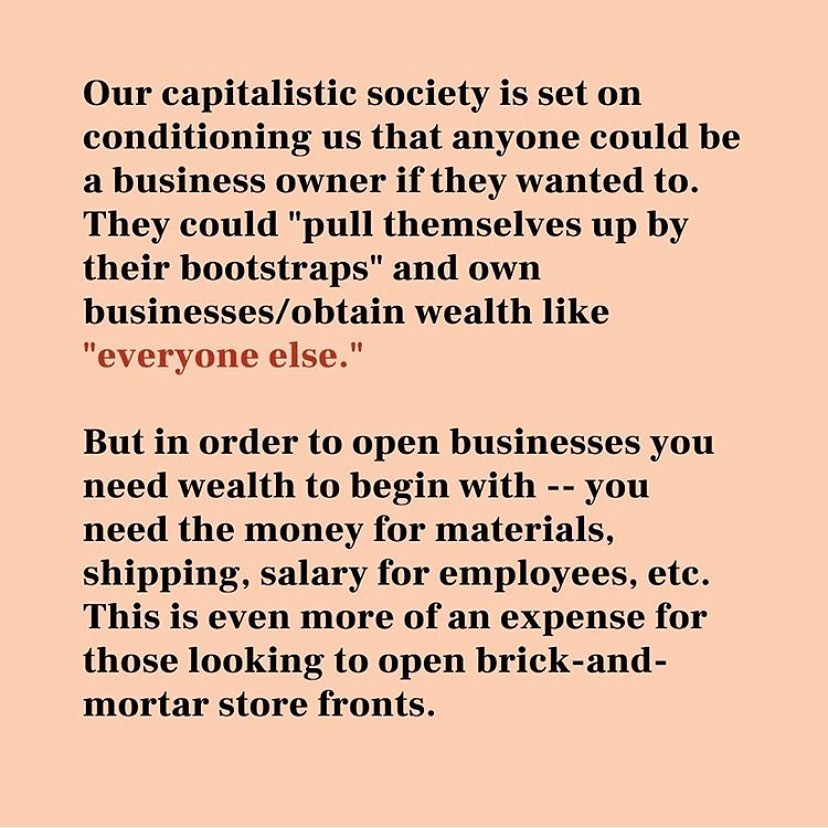 Our capitalistic society is set on
conditioning us that anyone could be
a business owner if they wanted to.
They could "pull themselves up by
their bootstraps" and own
businesses/obtain wealth like
"everyone else."
But in order to open businesses you
need wealth to begin with -- you
need the money for materials,
shipping, salary for employees, etc.
This is even more of an expense for
those looking to open brick-and-
mortar store fronts.